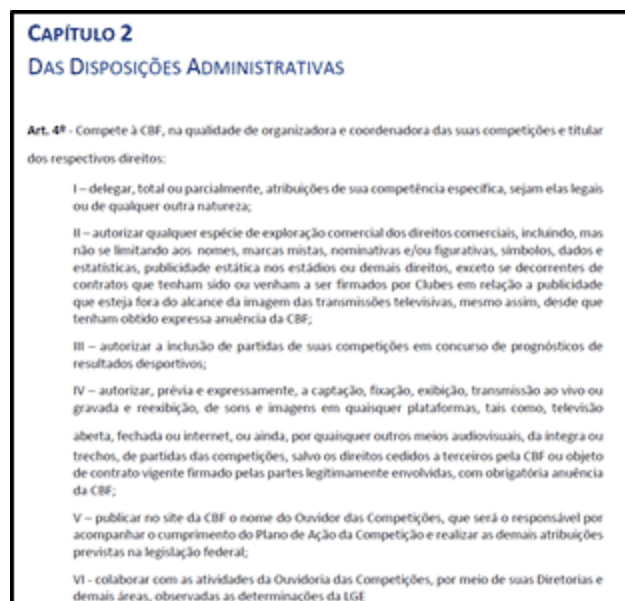 CAPÍTULO 2
DAS DISPOSIÇÕES ADMINISTRATIVAS
Art. 4º - Compete à CBF, na qualidade de organizadora e coordenadora das suas competições e titular
dos respectivos direitos:
I – delegar, total ou parcialmente, atribuições de sua competência específica, sejam elas legais
ou de qualquer outra natureza;
II – autorizar qualquer espécie de exploração comercial dos direitos comerciais, incluindo, mas
não se limitando aos nomes, marcas mistas, nominativas e/ou figurativas, símbolos, dados e
estatísticas, publicidade estática nos estádios ou demais direitos, exceto se decorrentes de
contratos que tenham sido ou venham a ser firmados por Clubes em relação a publicidade
que esteja fora do alcance da imagem das transmissões televisivas, mesmo assim, desde que
tenham obtido expressa anuência da CBF;
III – autorizar a inclusão de partidas de suas competições em concurso de prognósticos de
resultados desportivos;
IV – autorizar, prévia e expressamente, a captação, fixação, exibição, transmissão ao vivo ou
gravada e reexibição, de sons e imagens em quaisquer plataformas, tais como, televisão
aberta, fechada ou internet, ou ainda, por quaisquer outros meios audiovisuais, da íntegra ou
trechos, de partidas das competições, salvo os direitos cedidos a terceiros pela CBF ou objeto
de contrato vigente firmado pelas partes legitimamente envolvidas, com obrigatória anuência
da CBF;
V – publicar no site da CBF o nome do Ouvidor das Competições, que será o responsável por
acompanhar o cumprimento do Plano de Ação da Competição e realizar as demais atribuições
previstas na legislação federal;
VI - colaborar com as atividades da Ouvidoria das Competições, por meio de suas Diretorias e
demais áreas, observadas as determinações da LGE